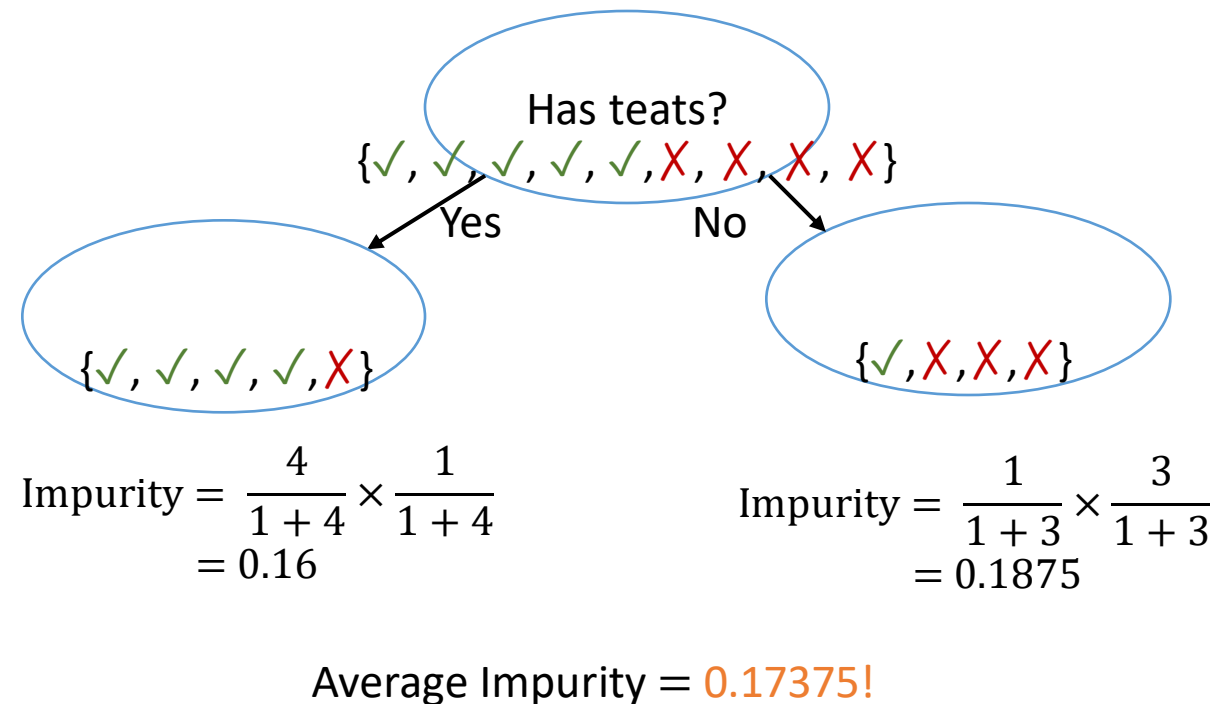 Has teats?
{✓, ✓, ✓, ✓, ✓,✗, ✗, ✗, ✗}
Yes No
{✓, ✓, ✓, ✓,✗}
{✓,✗,✗,✗}
Impurity = 4/(1 + 4) × 1/(1 + 4)
= 0.16
Impurity = 1/(1 + 3) × 3/(1 + 3)
= 0.1875
Average Impurity = 0.17375!